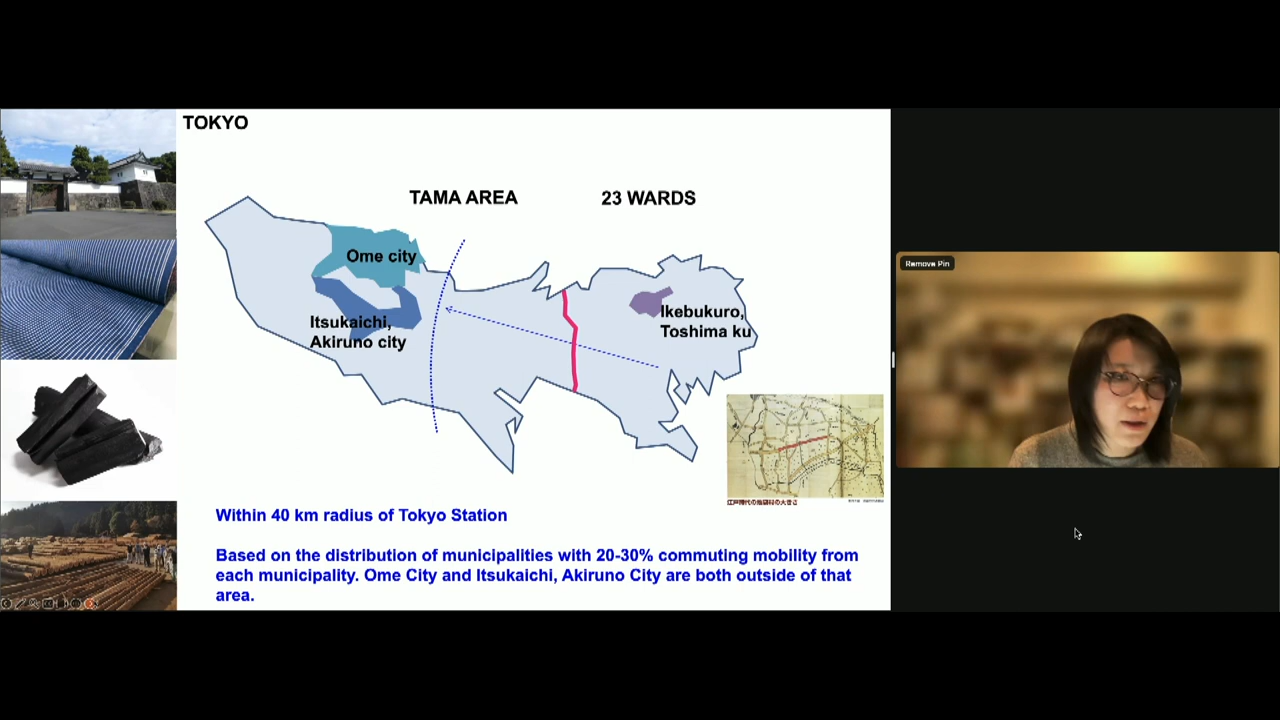 TOKYO
TAMA AREA
23 WARDS
Ome city
Itsukaichi,
Akiruno city
Ikebukuro,
Toshima ku
Remove Pin
Within 40 km radius of Tokyo Station
Based on the distribution of municipalities with 20-30% commuting mobility from
each municipality. Ome City and Itsukaichi, Akiruno City are both outside of that
area.